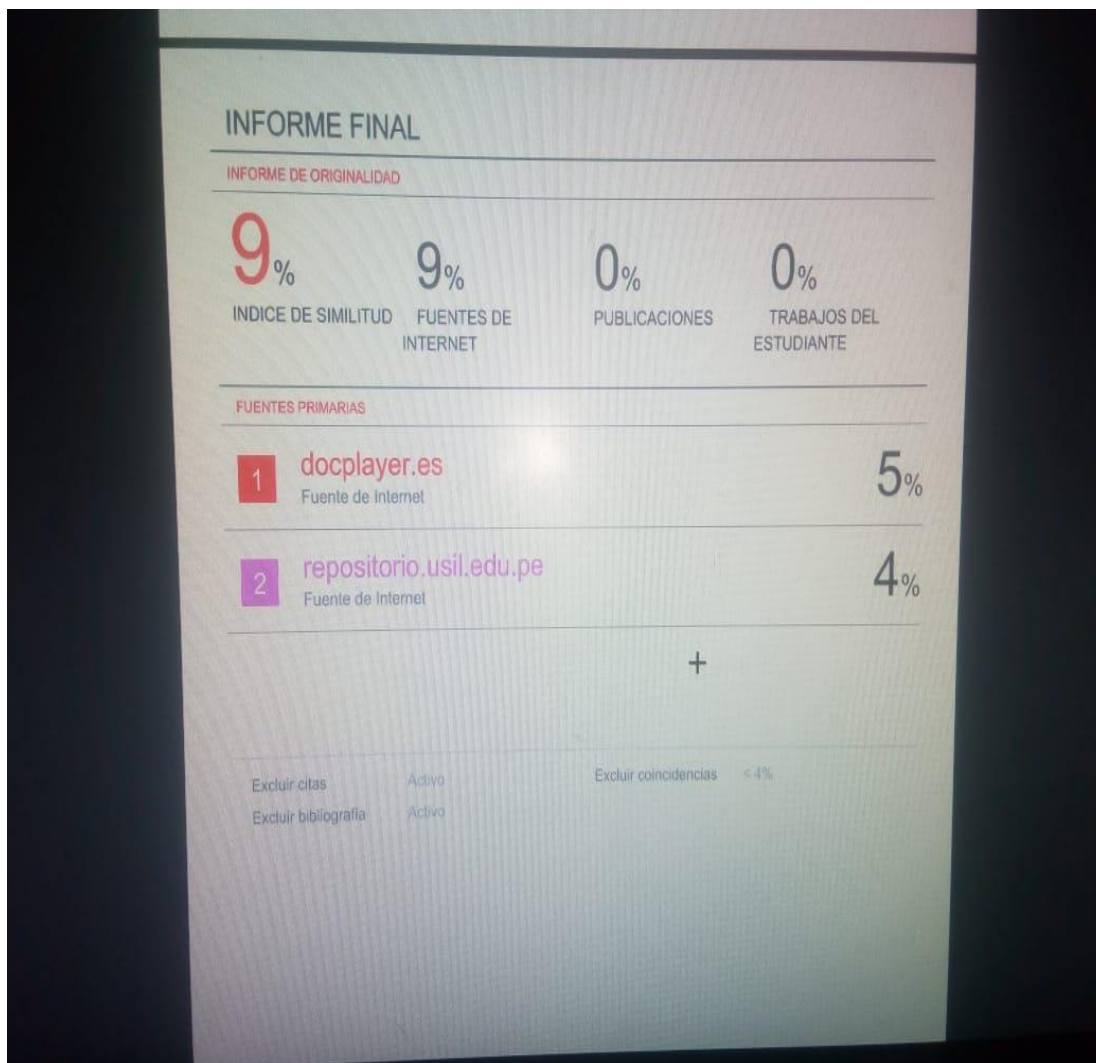 INFORME FINAL
INFORME DE ORIGINALIDAD
9%
INDICE DE SIMILITUD
9%
FUENTES DE
INTERNET
0%
PUBLICACIONES
0%
TRABAJOS DEL
ESTUDIANTE
FUENTES PRIMARIAS
1
docplayer.es
Fuente de Internet
5%
2
repositorio.usil.edu.pe
Fuente de Internet
4%
+
Excluir citas Activo
Excluir bibliografía Activo
Excluir coincidencias < 4%